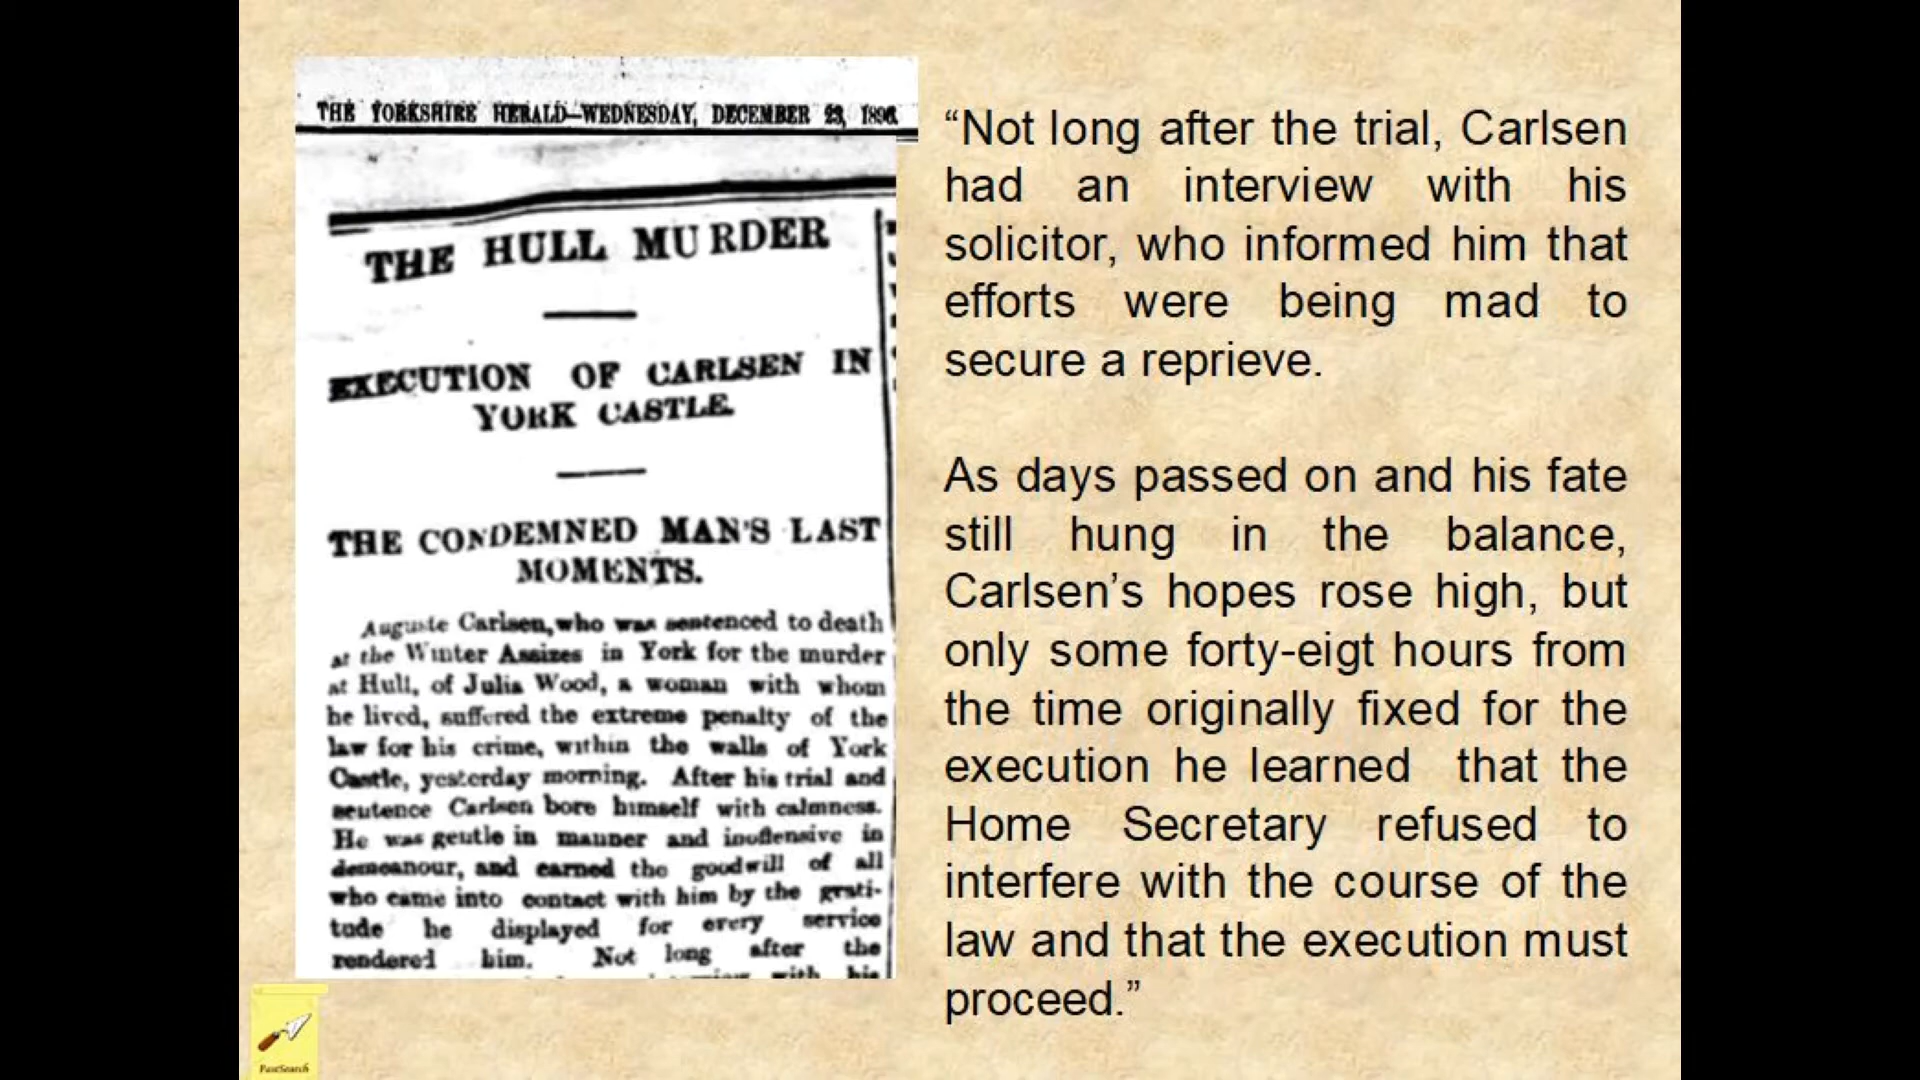 THE YORKSHIRE HERALD—WEDNESDAY, DECEMBER 23, 1896.
THE HULL MURDER
EXECUTION OF CARLSEN IN
YORK CASTLE.
THE CONDEMNED MAN'S LAST
MOMENTS.
Auguste Carlsen, who was sentenced to death
at the Winter Assizes in York for the murder
at Hull, of Julia Wood, a woman with whom
he lived, suffered the extreme penalty of the
law for his crime, within the walls of York
Castle, yesterday morning. After his trial and
sentence Carlsen bore himself with calmness.
He was gentle in manner and inoffensive in
demeanour, and earned the goodwill of all
who came into contact with him by the grati-
tude he displayed for every service
rendered him. Not long after the
with his
“Not long after the trial, Carlsen
had an interview with his
solicitor, who informed him that
efforts were being mad to
secure a reprieve.
As days passed on and his fate
still hung in the balance,
Carlsen’s hopes rose high, but
only some forty-eigt hours from
the time originally fixed for the
execution he learned that the
Home Secretary refused to
interfere with the course of the
law and that the execution must
proceed.”
PastSearch